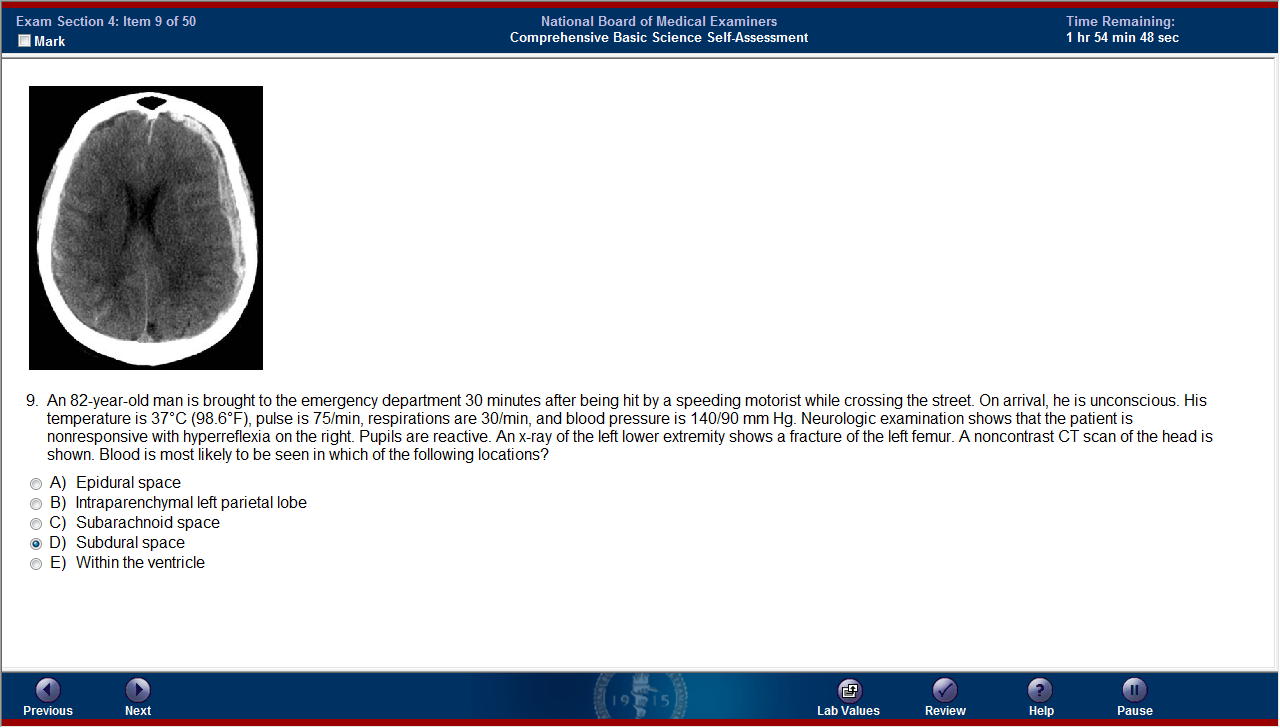 Exam Section 4: Item 9 of 50
National Board of Medical Examiners
Time Remaining:
Mark
Comprehensive Basic Science Self-Assessment
1 hr 54 min 48 sec
9. An 82-year-old man is brought to the emergency department 30 minutes after being hit by a speeding motorist while crossing the street. On arrival, he is unconscious. His
temperature is 37°C (98.6°F), pulse is 75/min, respirations are 30/min, and blood pressure is 140/90 mm Hg. Neurologic examination shows that the patient is
nonresponsive with hyperreflexia on the right. Pupils are reactive. An x-ray of the left lower extremity shows a fracture of the left femur. A noncontrast CT scan of the head is
shown. Blood is most likely to be seen in which of the following locations?
A) Epidural space
B) Intraparenchymal left parietal lobe
C) Subarachnoid space
D) Subdural space
E) Within the ventricle
1915
Previous
Next
Lab Values
Review
Help
Pause